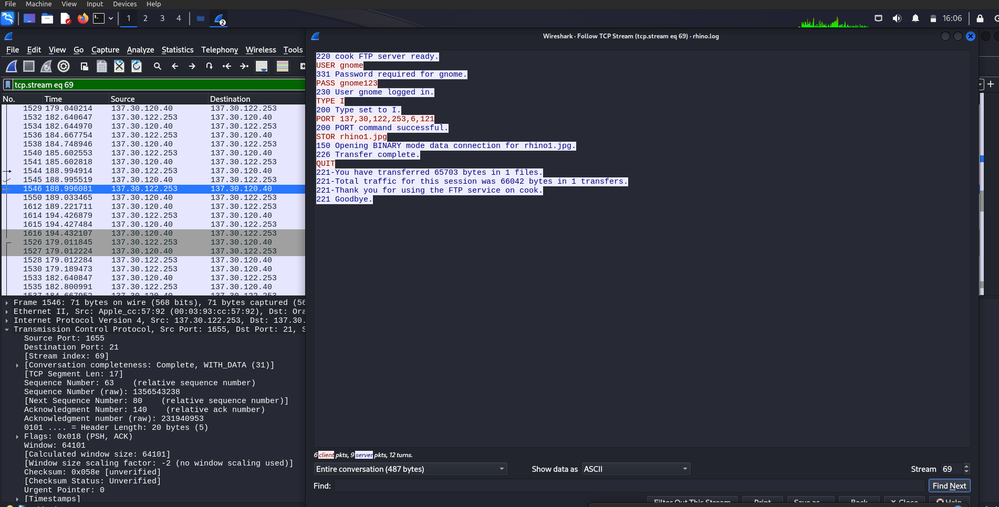 File Machine View Input Devices Help
1 2 3 4 2 16:06
Wireshark · Follow TCP Stream (tcp.stream eq 69) · rhino.log
File Edit View Go Capture Analyze Statistics Telephony Wireless Tools
tcp.stream eq 69
No. Time Source Destination
1529 179.040214 137.30.120.40 137.30.122.253
1532 182.640647 137.30.122.253 137.30.120.40
1534 182.644970 137.30.120.40 137.30.122.253
1536 184.667754 137.30.122.253 137.30.120.40
1538 184.748946 137.30.120.40 137.30.122.253
1540 185.602553 137.30.122.253 137.30.120.40
1541 185.602818 137.30.120.40 137.30.122.253
1544 188.994914 137.30.122.253 137.30.120.40
1545 188.995519 137.30.120.40 137.30.122.253
1546 188.996081 137.30.122.253 137.30.120.40
1550 189.033465 137.30.120.40 137.30.122.253
1612 189.221711 137.30.120.40 137.30.122.253
1614 194.426879 137.30.122.253 137.30.120.40
1615 194.427484 137.30.120.40 137.30.122.253
1616 194.432107 137.30.120.40 137.30.122.253
1526 179.011845 137.30.122.253 137.30.120.40
1527 179.012224 137.30.120.40 137.30.122.253
1528 179.012284 137.30.122.253 137.30.120.40
1530 179.189473 137.30.122.253 137.30.120.40
1533 182.640847 137.30.120.40 137.30.122.253
1535 182.800991 137.30.122.253 137.30.120.40
1537 184.667952 137.30.120.40 137.30.122.253
Frame 1546: 71 bytes on wire (568 bits), 71 bytes captured (56
Ethernet II, Src: Apple_cc:57:92 (00:03:93:cc:57:92), Dst: Ora
Internet Protocol Version 4, Src: 137.30.122.253, Dst: 137.30.
Transmission Control Protocol, Src Port: 1655, Dst Port: 21, S
Source Port: 1655
Destination Port: 21
[Stream index: 69]
[Conversation completeness: Complete, WITH_DATA (31)]
[TCP Segment Len: 17]
Sequence Number: 63 (relative sequence number)
Sequence Number (raw): 1356543238
[Next Sequence Number: 80 (relative sequence number)]
Acknowledgment Number: 140 (relative ack number)
Acknowledgment number (raw): 231940953
0101 .... = Header Length: 20 bytes (5)
Flags: 0x018 (PSH, ACK)
Window: 64101
[Calculated window size: 64101]
[Window size scaling factor: -2 (no window scaling used)]
Checksum: 0x058e [unverified]
[Checksum Status: Unverified]
Urgent Pointer: 0
[Timestamps]
220 cook FTP server ready.
USER gnome
331 Password required for gnome.
PASS gnome123
230 User gnome logged in.
TYPE I
200 Type set to I.
PORT 137,30,122,253,6,121
200 PORT command successful.
STOR rhino1.jpg
150 Opening BINARY mode data connection for rhino1.jpg.
226 Transfer complete.
QUIT
221-You have transferred 65703 bytes in 1 files.
221-Total traffic for this session was 66042 bytes in 1 transfers.
221-Thank you for using the FTP service on cook.
221 Goodbye.
6 client pkts, 9 server pkts, 12 turns.
Entire conversation (487 bytes) Show data as ASCII Stream 69
Find: Find Next
Filter Out This Stream Print Save as... Back Close Help